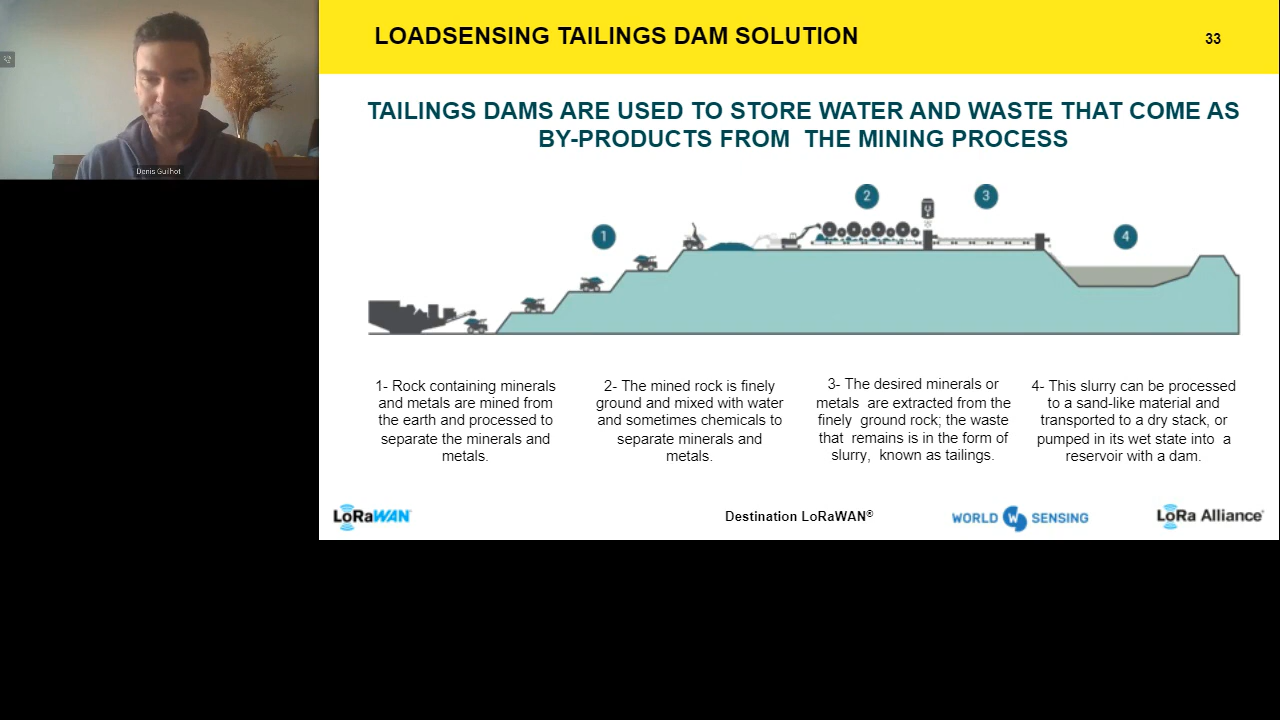 LOADSENSING TAILINGS DAM SOLUTION
33
TAILINGS DAMS ARE USED TO STORE WATER AND WASTE THAT COME AS
BY-PRODUCTS FROM THE MINING PROCESS
Denis Guilhot
1
2
3
4
1- Rock containing minerals
and metals are mined from
the earth and processed to
separate the minerals and
metals.
2- The mined rock is finely
ground and mixed with water
and sometimes chemicals to
separate minerals and
metals.
3- The desired minerals or
metals are extracted from the
finely ground rock; the waste
that remains is in the form of
slurry, known as tailings.
4- This slurry can be processed
to a sand-like material and
transported to a dry stack, or
pumped in its wet state into a
reservoir with a dam.
LoRaWAN
Destination LoRaWAN®
WORLD W SENSING
LoRa Alliance